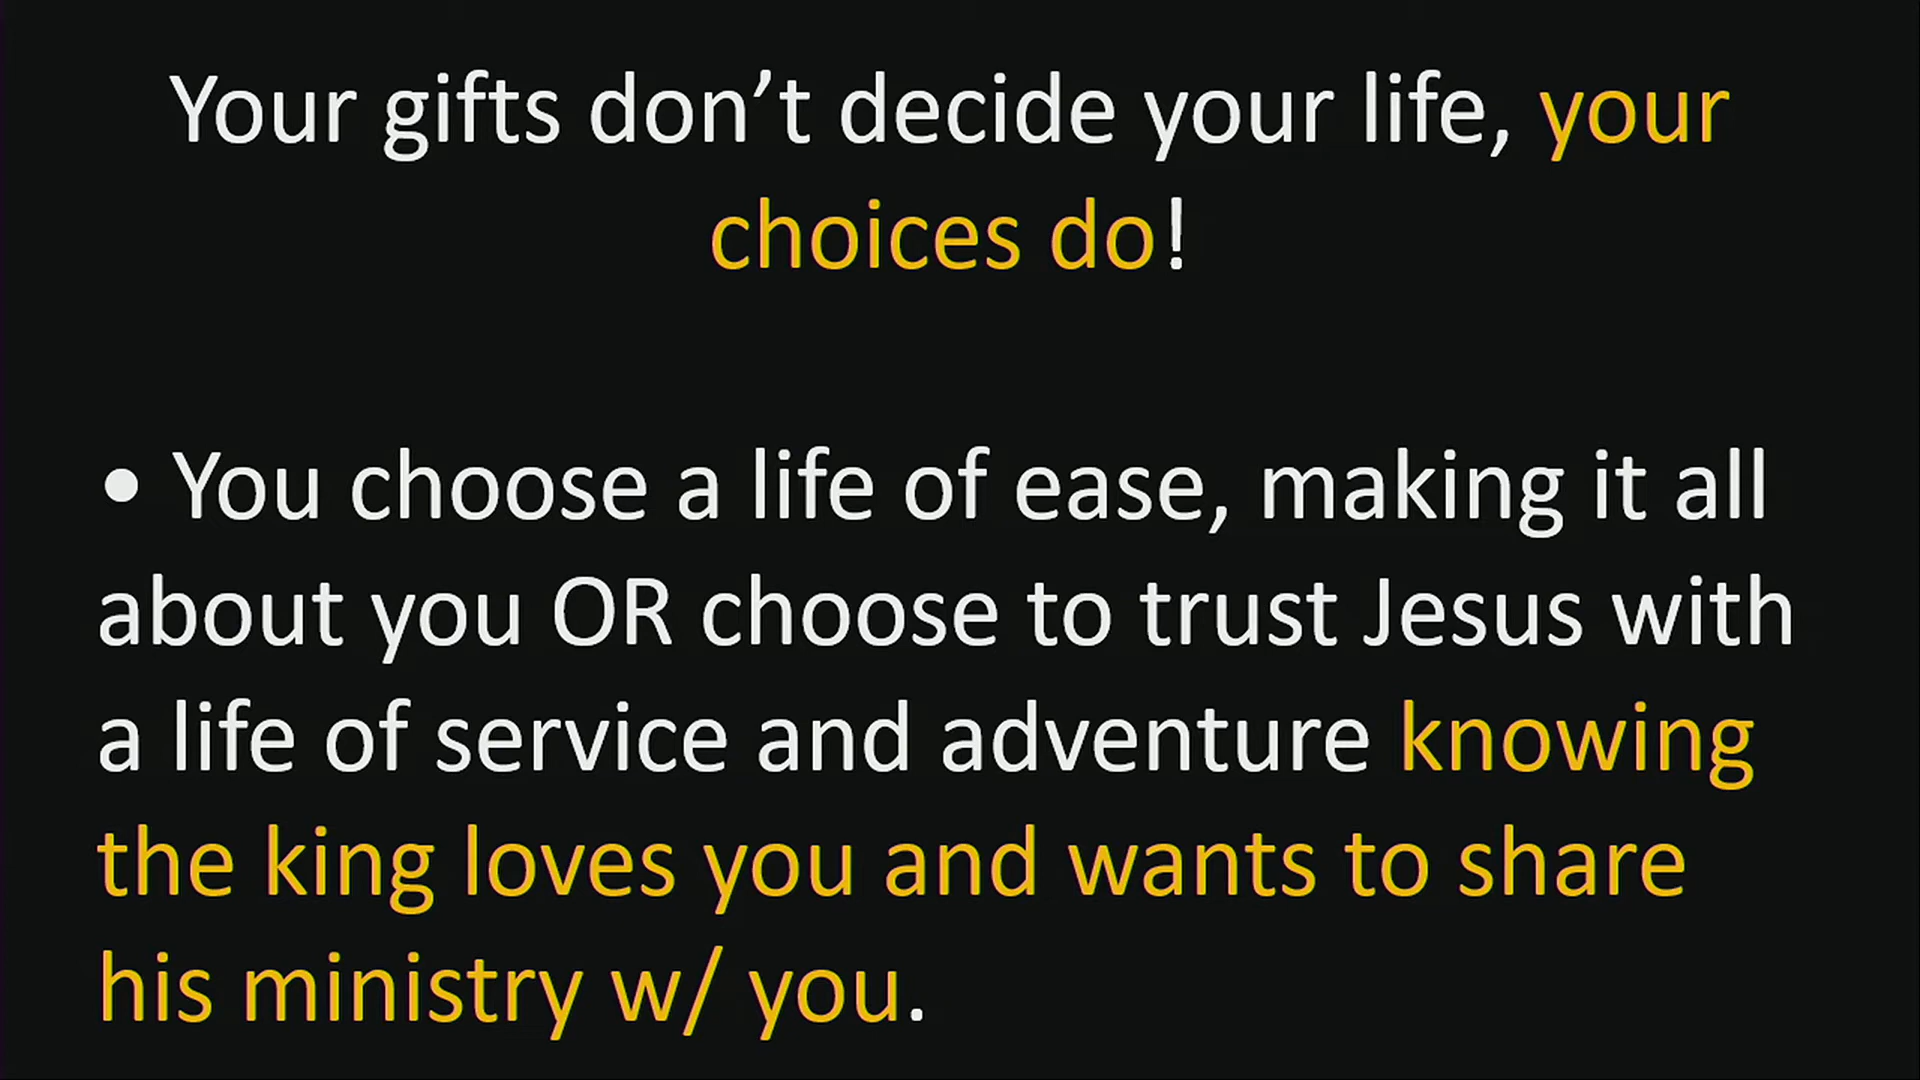 Your gifts don’t decide your life, your
choices do!
• You choose a life of ease, making it all
about you OR choose to trust Jesus with
a life of service and adventure knowing
the king loves you and wants to share
his ministry w/ you.